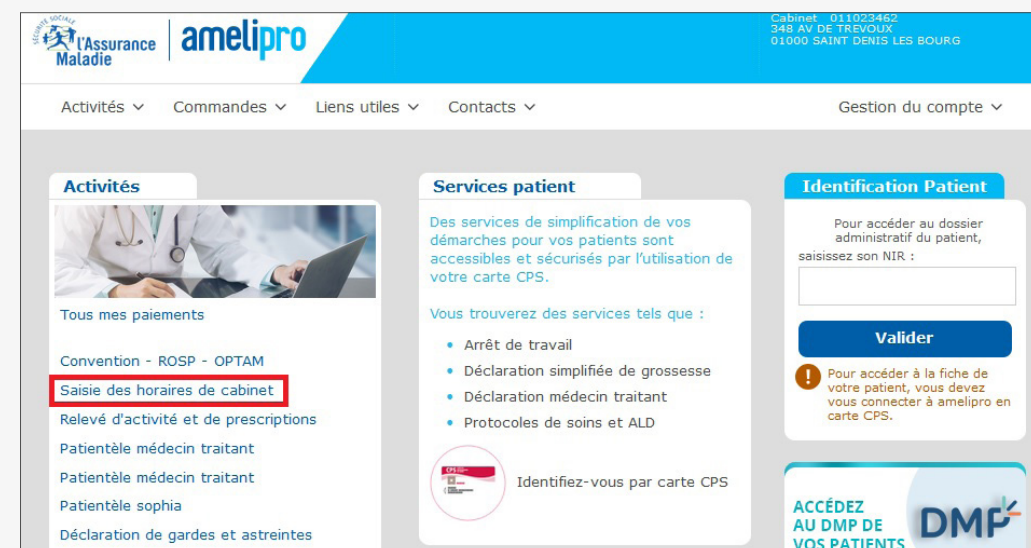 SÉCURITÉ SOCIALE
l'Assurance
Maladie
amelipro
Cabinet 011023462
348 AV DE TREVOUX
01000 SAINT DENIS LES BOURG
Activités
Commandes
Liens utiles
Contacts
Gestion du compte
Activités
Tous mes paiements
Convention - ROSP - OPTAM
Saisie des horaires de cabinet
Relevé d'activité et de prescriptions
Patientèle médecin traitant
Patientèle médecin traitant
Patientèle sophia
Déclaration de gardes et astreintes
Services patient
Des services de simplification de vos
démarches pour vos patients sont
accessibles et sécurisés par l'utilisation de
votre carte CPS.
Vous trouverez des services tels que :
• Arrêt de travail
• Déclaration simplifiée de grossesse
• Déclaration médecin traitant
• Protocoles de soins et ALD
CPS
Identifiez-vous par carte CPS
Identification Patient
Pour accéder au dossier
administratif du patient,
saisissez son NIR :
Valider
! Pour accéder à la fiche de
votre patient, vous devez
vous connecter à amelipro en
carte CPS.
ACCÉDEZ
AU DMP DE
VOS PATIENTS
DMP